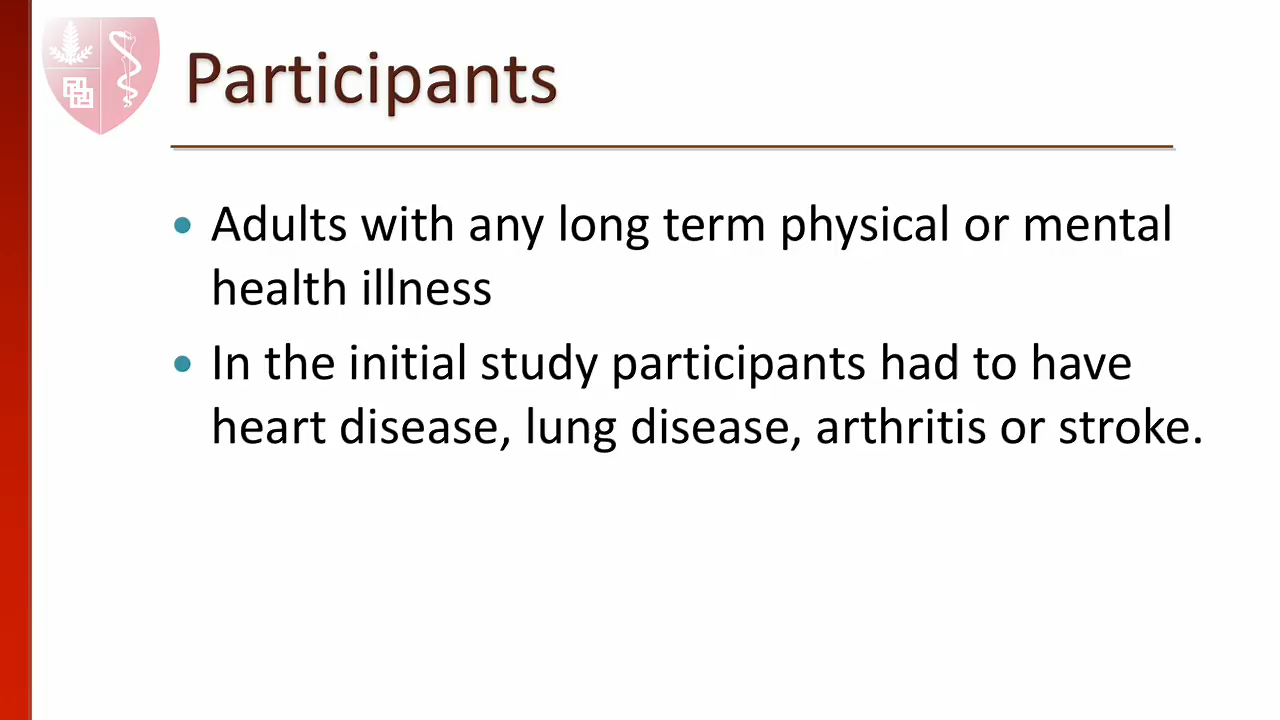 Participants
• Adults with any long term physical or mental
health illness
• In the initial study participants had to have
heart disease, lung disease, arthritis or stroke.